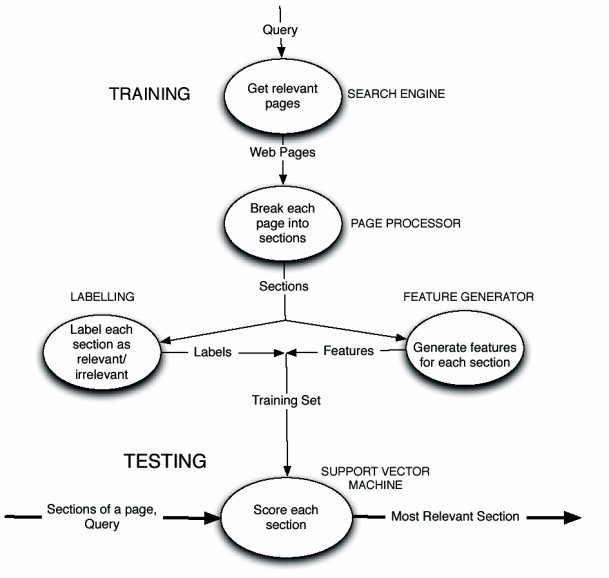 Query
TRAINING
Get relevant
pages
SEARCH ENGINE
Web Pages
Break each
page into
sections
PAGE PROCESSOR
Sections
LABELLING
FEATURE GENERATOR
Label each
section as
relevant/
irrelevant
Labels
Features
Generate features
for each section
Training Set
TESTING
SUPPORT VECTOR
MACHINE
Sections of a page,
Query
Score each
section
Most Relevant Section